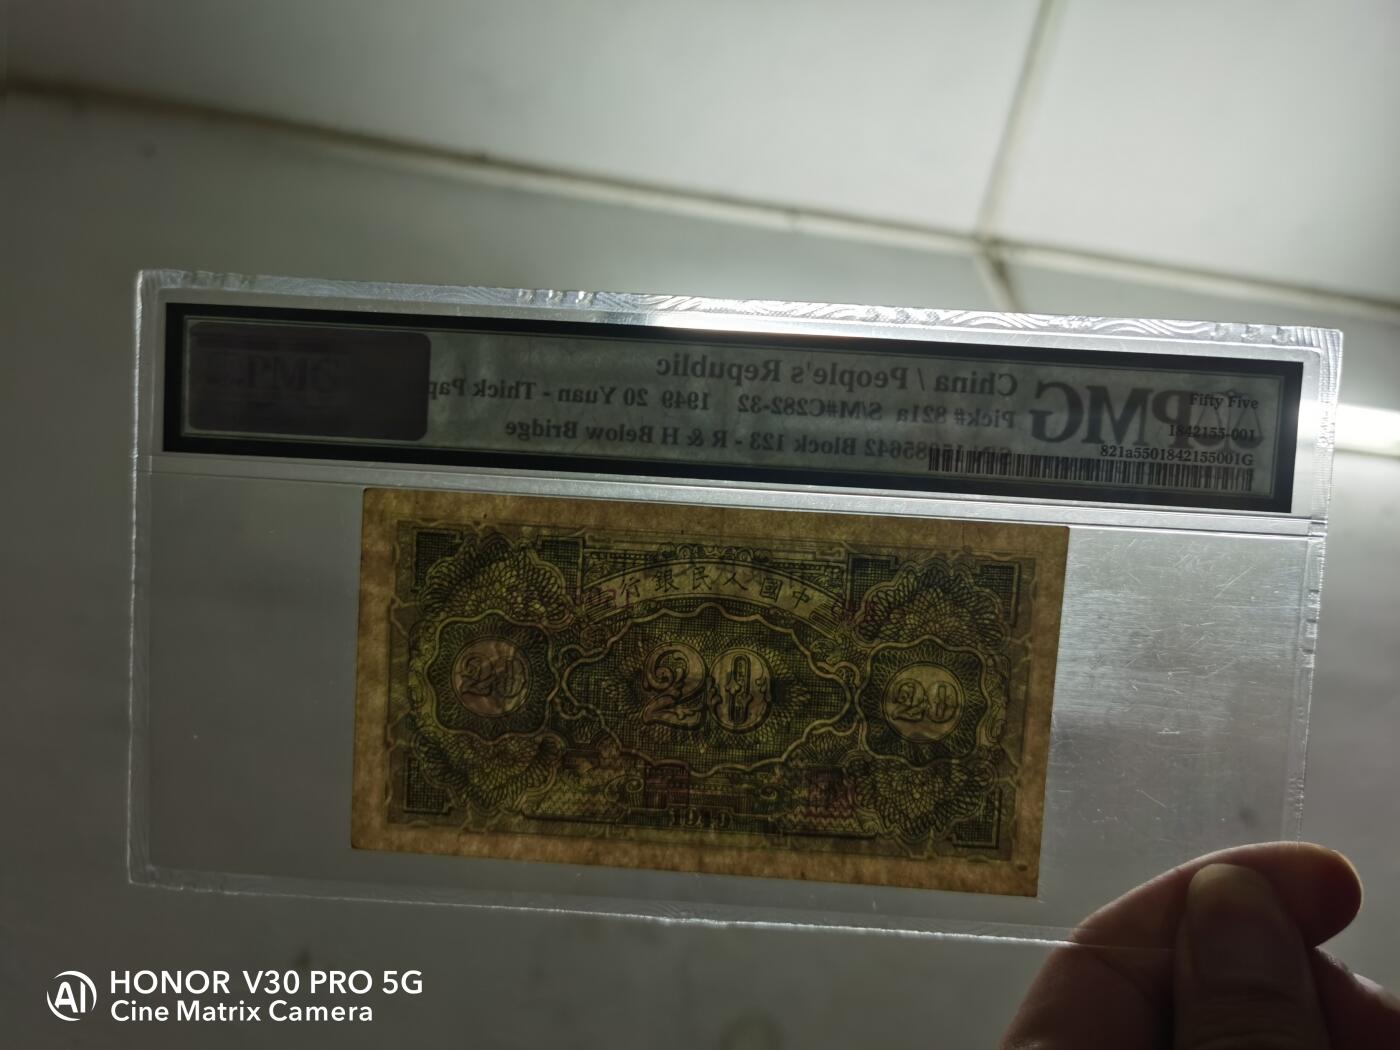 PMG
China / People's Republic
Pick# 821a S/M#C282-32 1949 20 Yuan - Thick
Block 123 - R & H Below Bridge
PMG
Fifty Five
1842155-001
821a5501842155001G
行銀民人國中
20
20
20
1949
AI
HONOR V30 PRO 5G
Cine Matrix Camera